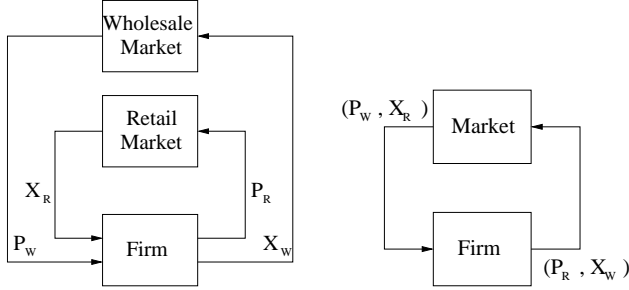 Wholesale
Market
Retail
Market
X_R
P_R
P_W
Firm
X_W
(P_W , X_R )
Market
Firm
(P_R , X_W )